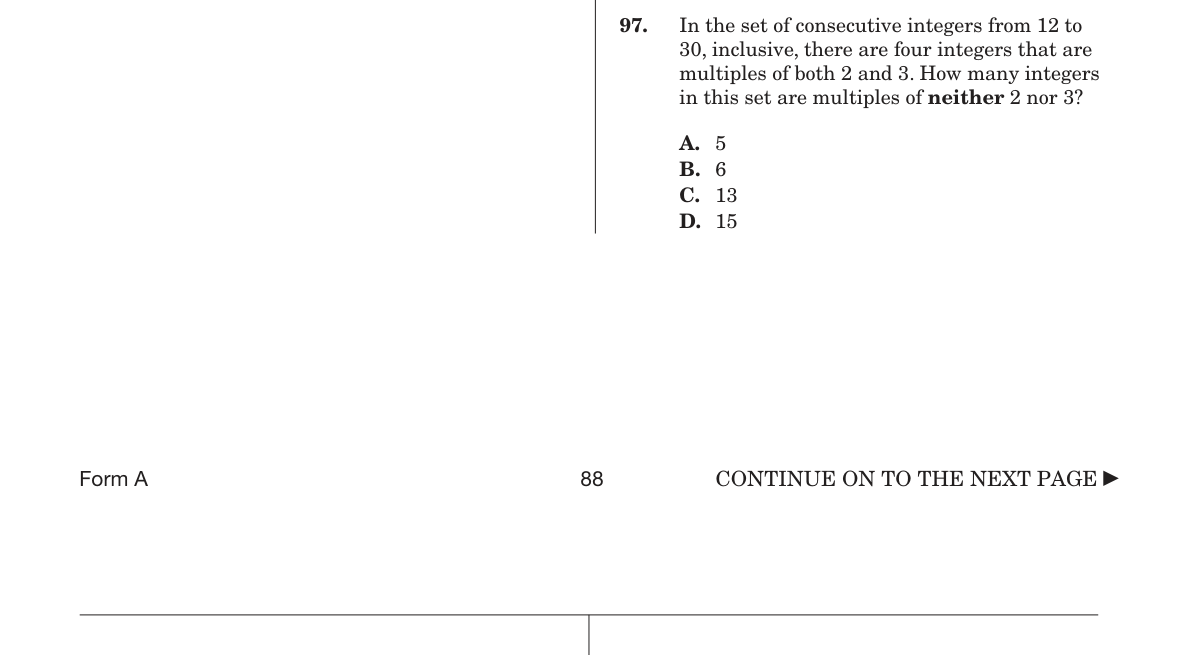 97. In the set of consecutive integers from 12 to
30, inclusive, there are four integers that are
multiples of both 2 and 3. How many integers
in this set are multiples of neither 2 nor 3?
A. 5
B. 6
C. 13
D. 15
Form A 88 CONTINUE ON TO THE NEXT PAGE ►